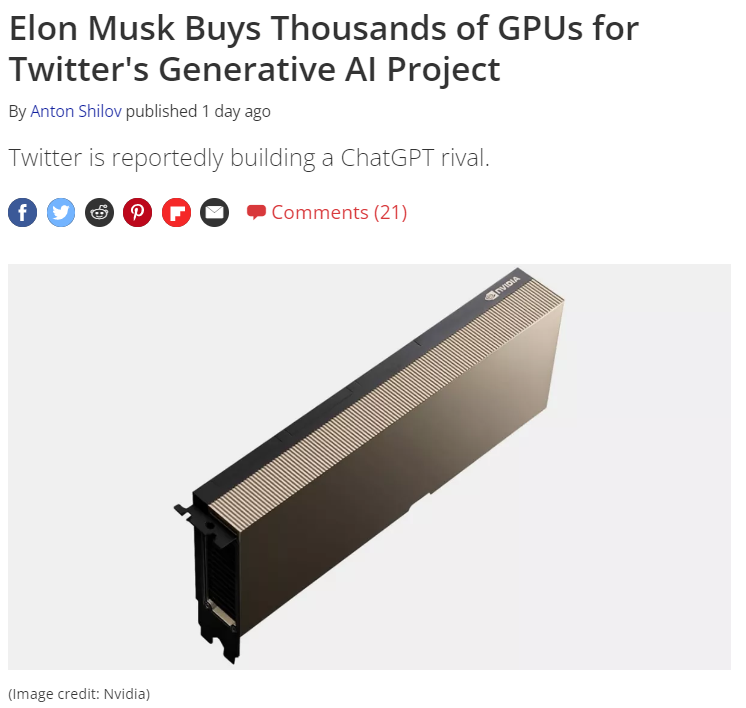 Elon Musk Buys Thousands of GPUs for
Twitter's Generative AI Project
By Anton Shilov published 1 day ago
Twitter is reportedly building a ChatGPT rival.
Comments (21)
NVIDIA
(Image credit: Nvidia)